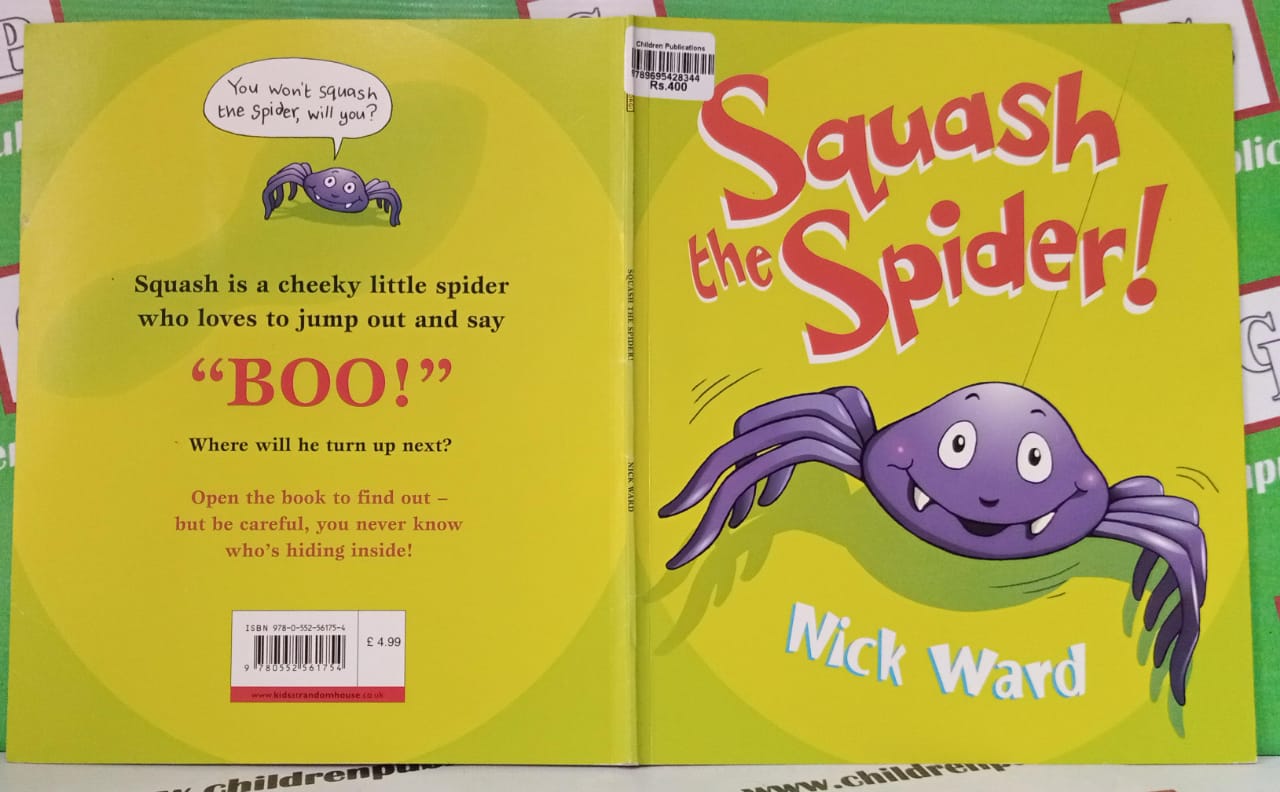 You won't squash
the Spider, will you?
Squash is a cheeky little spider
who loves to jump out and say
“BOO!”
Where will he turn up next?
Open the book to find out –
but be careful, you never know
who's hiding inside!
ISBN 978-0-552-56175-4
£ 4.99
9 780552 561754
www.kidsatrandomhouse.co.uk
SQUASH THE SPIDER!
NICK WARD
Children Publications
9789695428344
Rs.400
Squash
the Spider!
Nick Ward
www.childrenpu
www.childrenp